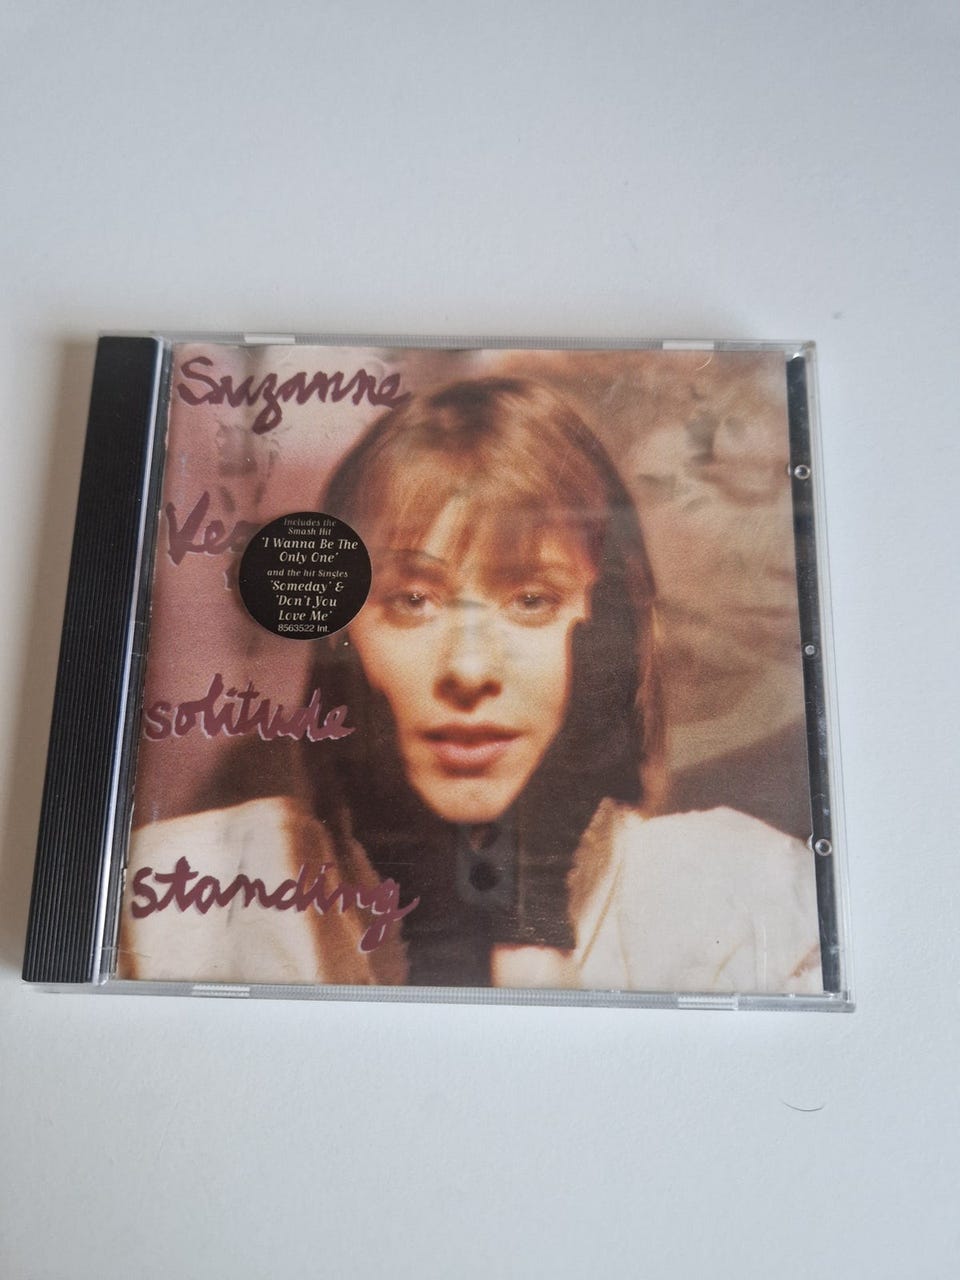 Suzanne
Includes the
Smash Hit
'I Wanna Be The
Only One'
and the hit Singles
'Someday' &
'Don't You
Love Me'
8563522 Int.
solitude
standing